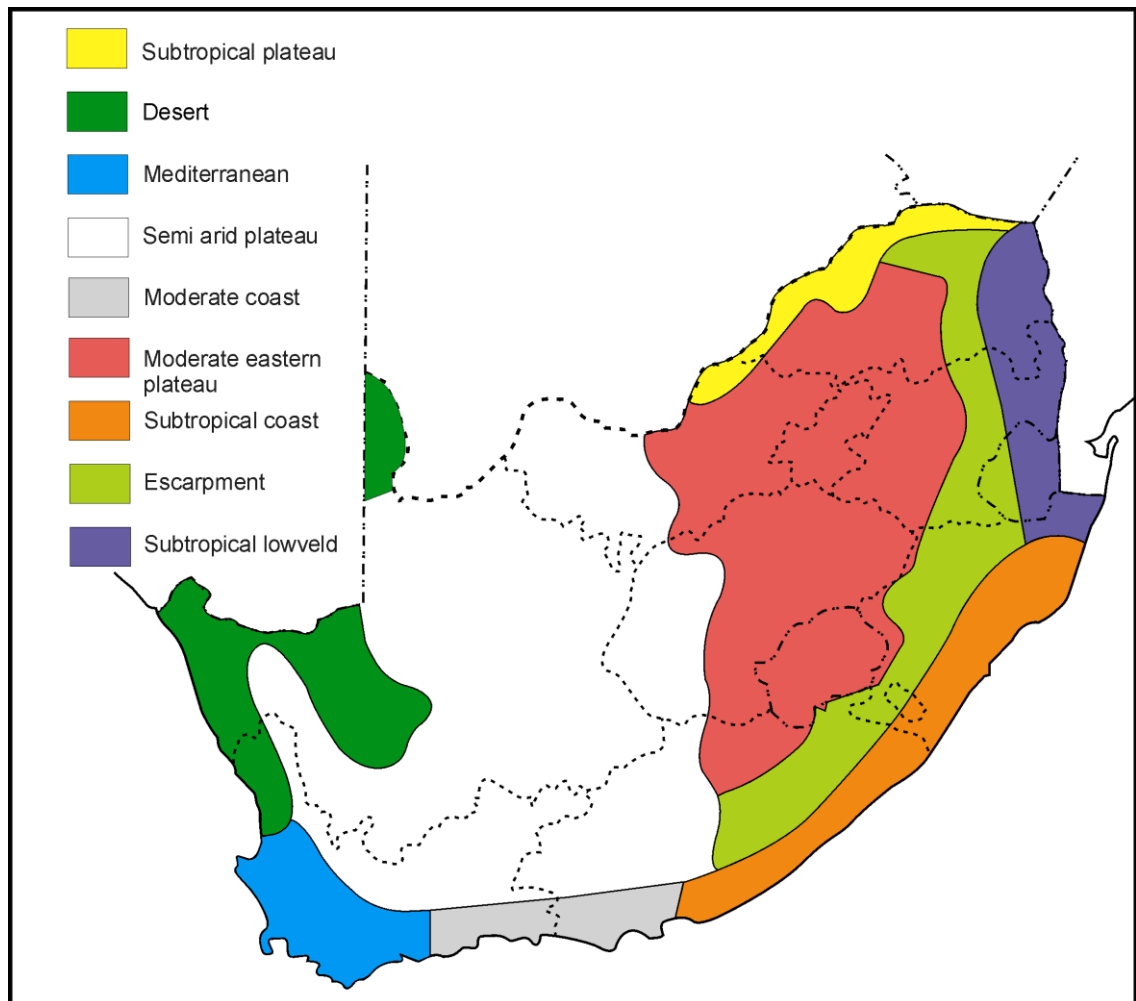 Subtropical plateau
Desert
Mediterranean
Semi arid plateau
Moderate coast
Moderate eastern
plateau
Subtropical coast
Escarpment
Subtropical lowveld